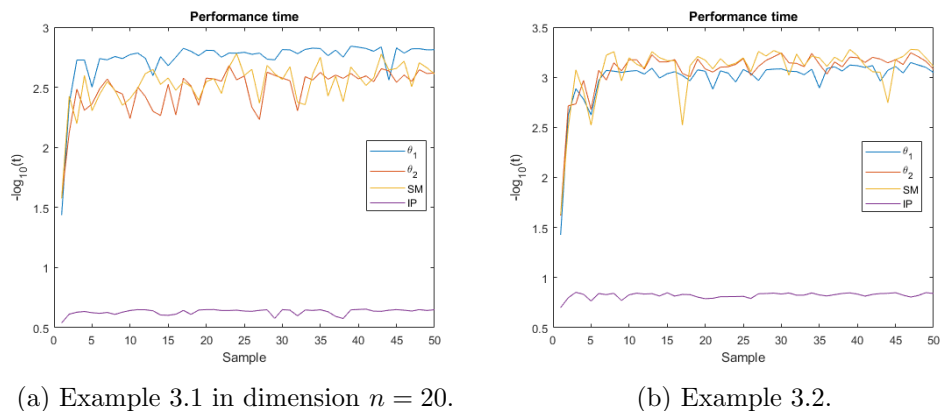 Performance time
3
2.5
2
1.5
1
0.5
0 5 10 15 20 25 30 35 40 45 50
-log10(t)
Sample
θ1
θ2
SM
IP
(a) Example 3.1 in dimension n = 20.
Performance time
3.5
3
2.5
2
1.5
1
0.5
0 5 10 15 20 25 30 35 40 45 50
-log10(t)
Sample
θ1
θ2
SM
IP
(b) Example 3.2.